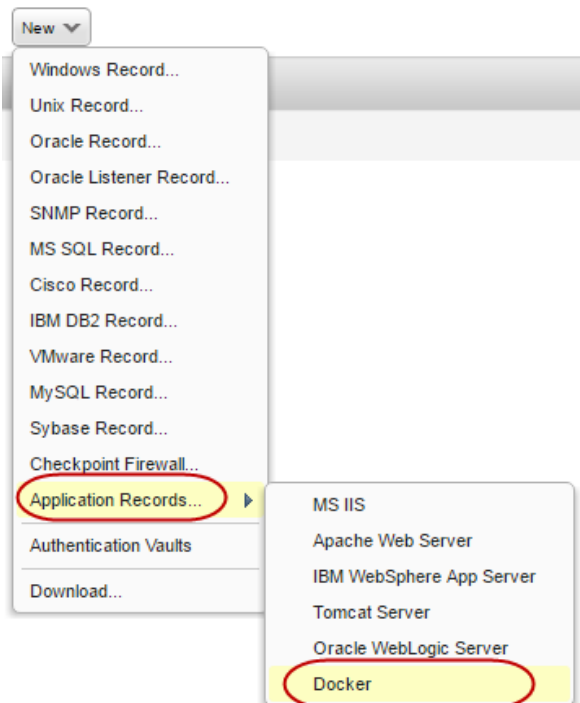 New
Windows Record...
Unix Record...
Oracle Record...
Oracle Listener Record...
SNMP Record...
MS SQL Record...
Cisco Record...
IBM DB2 Record...
VMware Record...
MySQL Record...
Sybase Record...
Checkpoint Firewall...
Application Records...
Authentication Vaults
Download...
MS IIS
Apache Web Server
IBM WebSphere App Server
Tomcat Server
Oracle WebLogic Server
Docker